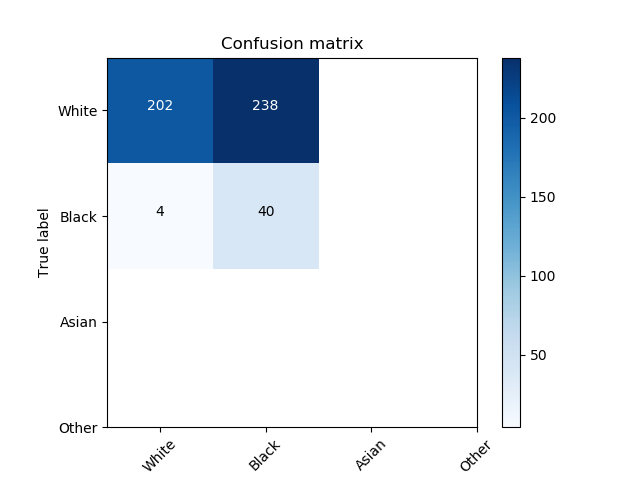 Confusion matrix
White 202 238
Black 4 40
Asian
Other
True label
White Black Asian Other
200
150
100
50